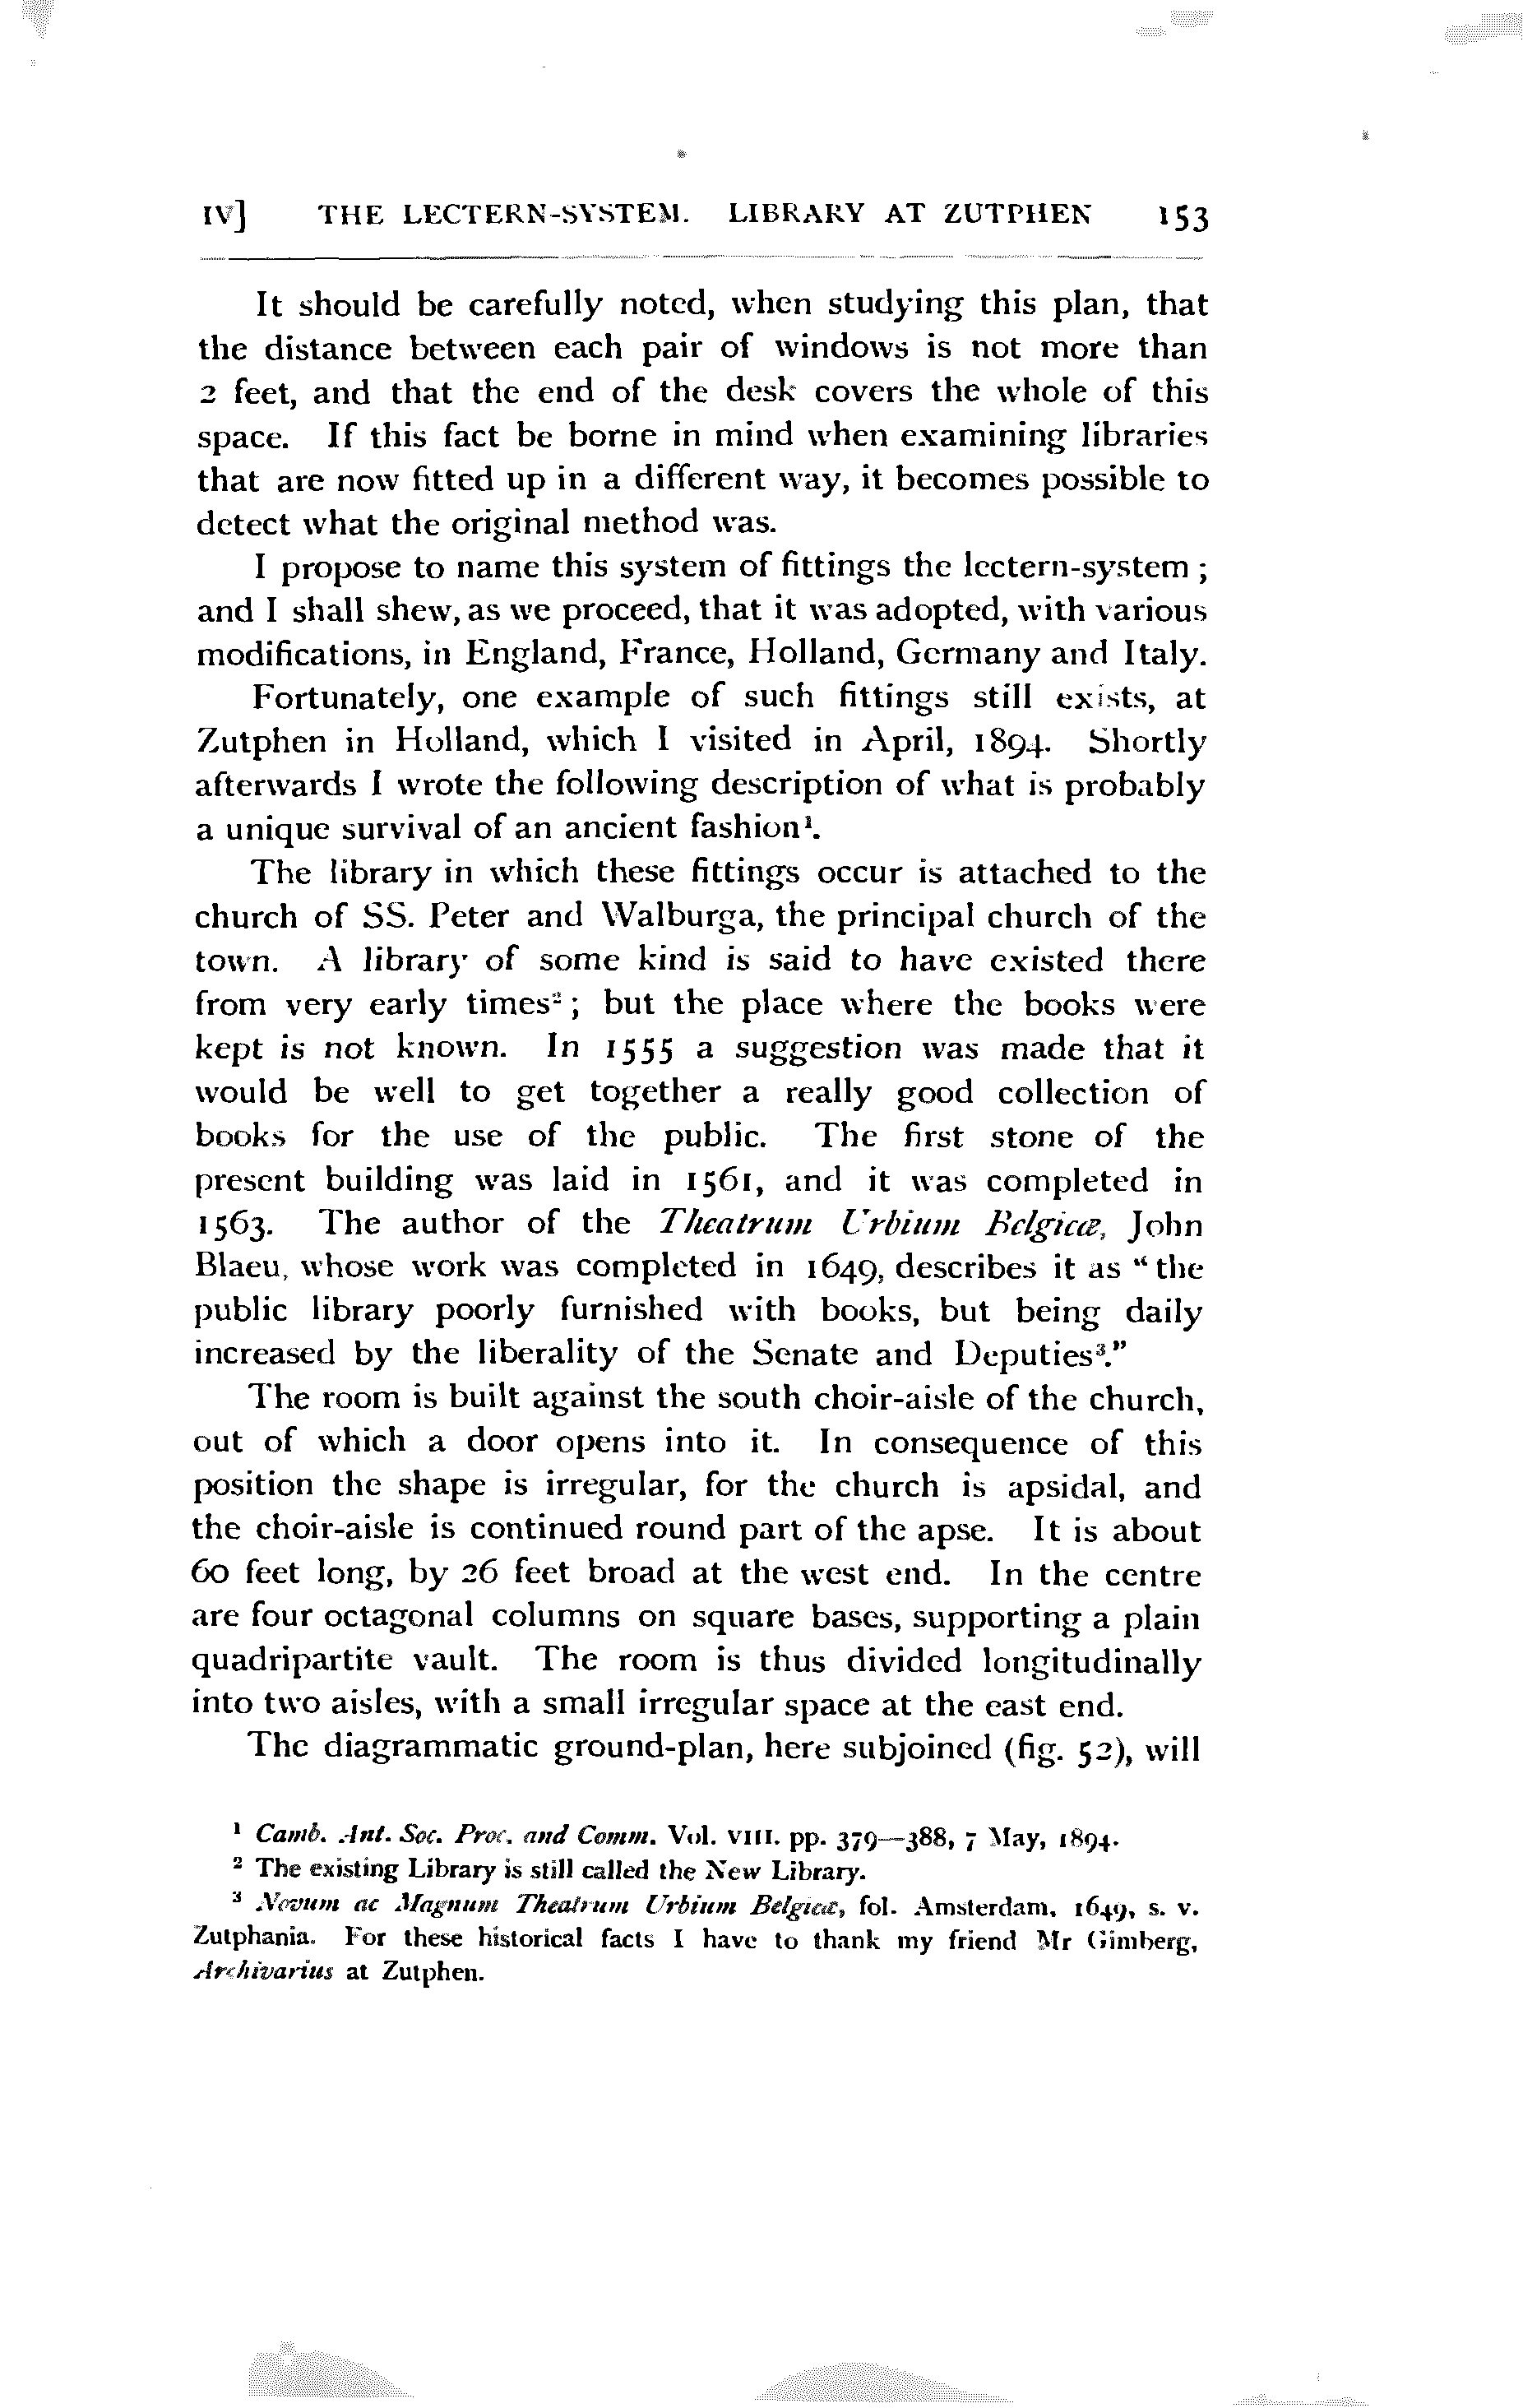 IV] THE LECTERN-SYSTEM. LIBRARY AT ZUTPHEN 153
It should be carefully noted, when studying this plan, that
the distance between each pair of windows is not more than
2 feet, and that the end of the desk covers the whole of this
space. If this fact be borne in mind when examining libraries
that are now fitted up in a different way, it becomes possible to
detect what the original method was.
I propose to name this system of fittings the lectern-system ;
and I shall shew, as we proceed, that it was adopted, with various
modifications, in England, France, Holland, Germany and Italy.
Fortunately, one example of such fittings still exists, at
Zutphen in Holland, which I visited in April, 1894. Shortly
afterwards I wrote the following description of what is probably
a unique survival of an ancient fashion¹.
The library in which these fittings occur is attached to the
church of SS. Peter and Walburga, the principal church of the
town. A library of some kind is said to have existed there
from very early times²; but the place where the books were
kept is not known. In 1555 a suggestion was made that it
would be well to get together a really good collection of
books for the use of the public. The first stone of the
present building was laid in 1561, and it was completed in
1563. The author of the Theatrum Urbium Belgicæ, John
Blaeu, whose work was completed in 1649, describes it as “the
public library poorly furnished with books, but being daily
increased by the liberality of the Senate and Deputies³.”
The room is built against the south choir-aisle of the church,
out of which a door opens into it. In consequence of this
position the shape is irregular, for the church is apsidal, and
the choir-aisle is continued round part of the apse. It is about
60 feet long, by 26 feet broad at the west end. In the centre
are four octagonal columns on square bases, supporting a plain
quadripartite vault. The room is thus divided longitudinally
into two aisles, with a small irregular space at the east end.
The diagrammatic ground-plan, here subjoined (fig. 52), will
¹ Camb. Ant. Soc. Proc. and Comm. Vol. VIII. pp. 379—388, 7 May, 1894.
² The existing Library is still called the New Library.
³ Novum ac Magnum Theatrum Urbium Belgicæ, fol. Amsterdam, 1649, s. v.
Zutphania. For these historical facts I have to thank my friend Mr Gimberg,
Archivarius at Zutphen.